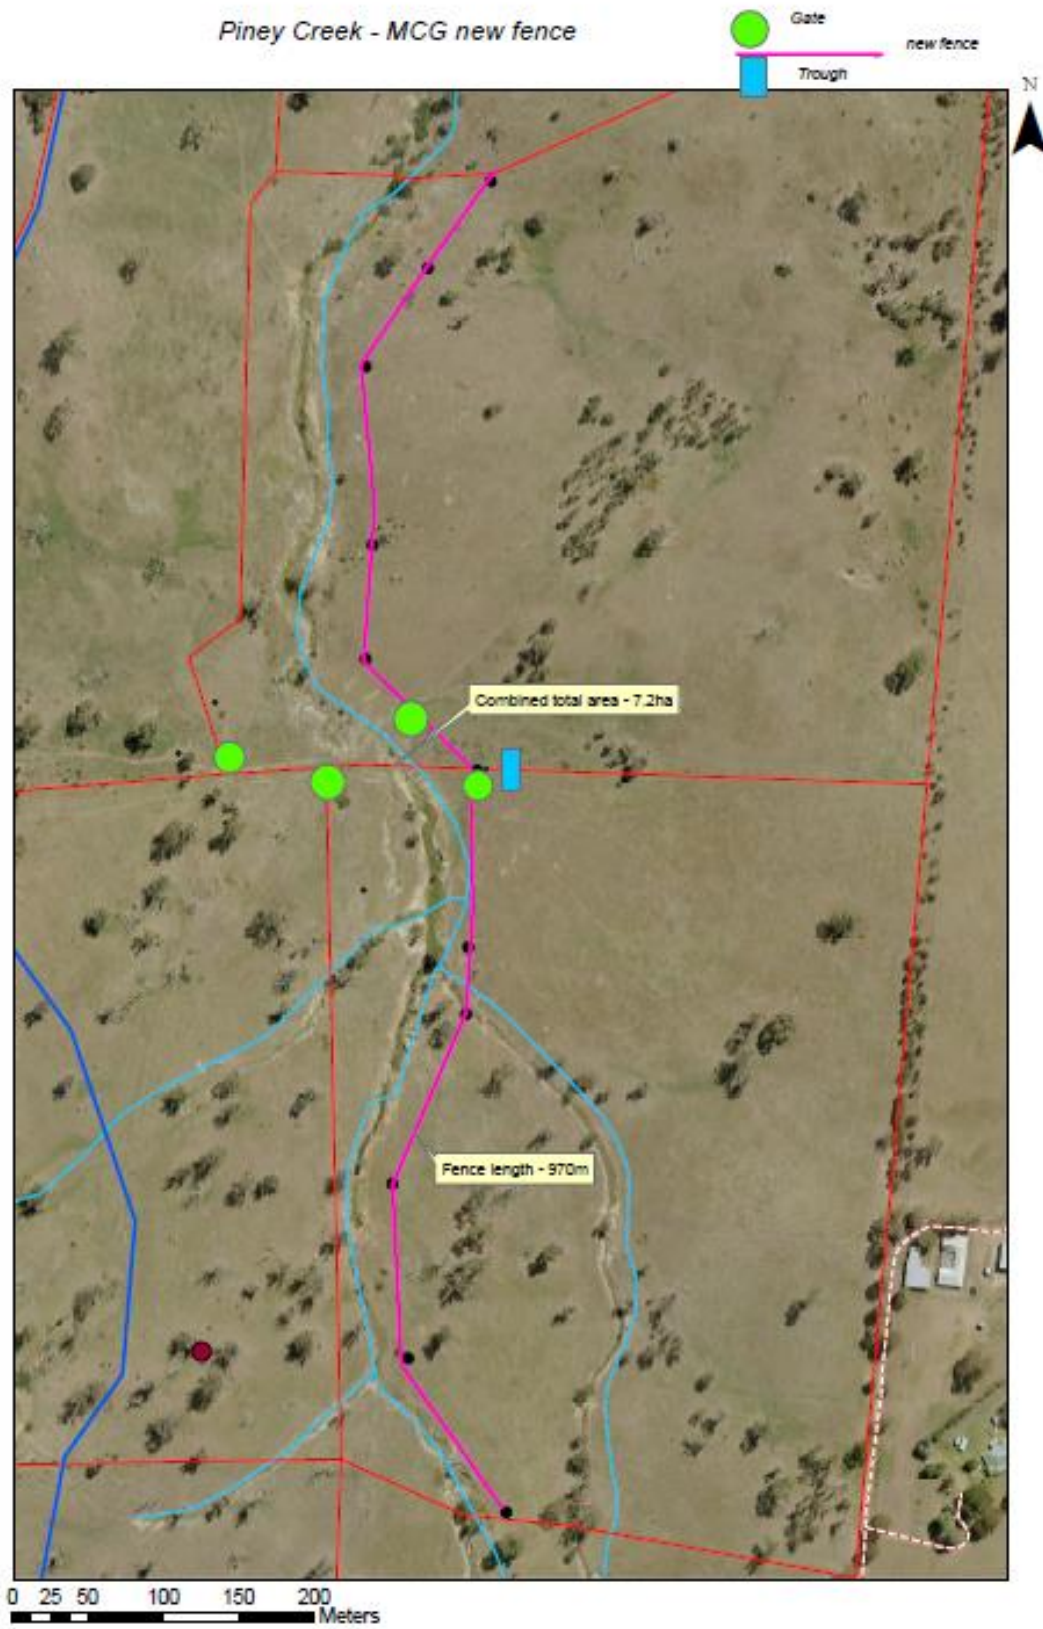 Piney Creek - MCG new fence
Gate
new fence
Trough
N
Combined total area - 7.2ha
Fence length - 970m
0 25 50 100 150 200
Meters